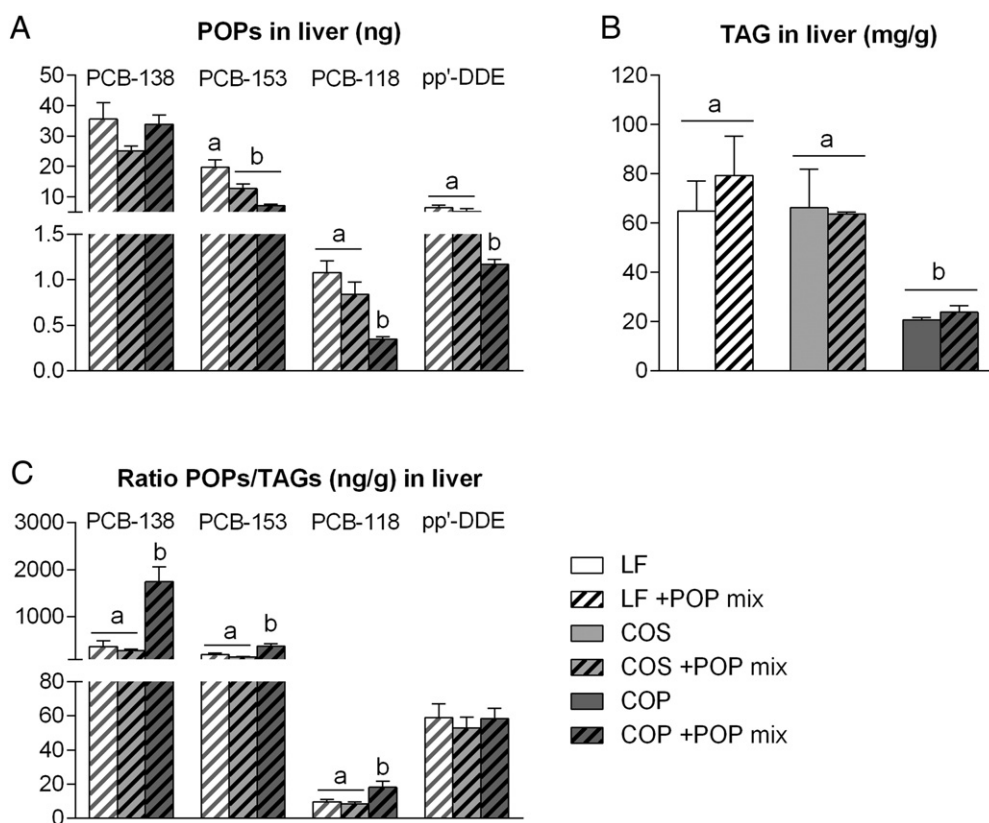 A
POPs in liver (ng)
PCB-138 PCB-153 PCB-118 pp'-DDE
50
40
30
20
10
1.5
1.0
0.5
0.0
a
b
a
b
a
b
B
TAG in liver (mg/g)
120
100
80
60
40
20
0
a
a
b
C
Ratio POPs/TAGs (ng/g) in liver
PCB-138 PCB-153 PCB-118 pp'-DDE
3000
2000
1000
80
60
40
20
0
a
b
a
b
a
b
LF
LF +POP mix
COS
COS +POP mix
COP
COP +POP mix